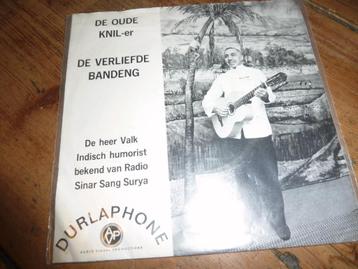 DE OUDE
KNIL-er
DE VERLIEFDE
BANDENG
De heer Valk
Indisch humorist
bekend van Radio
Sinar Sang Surya
DURLAPHONE